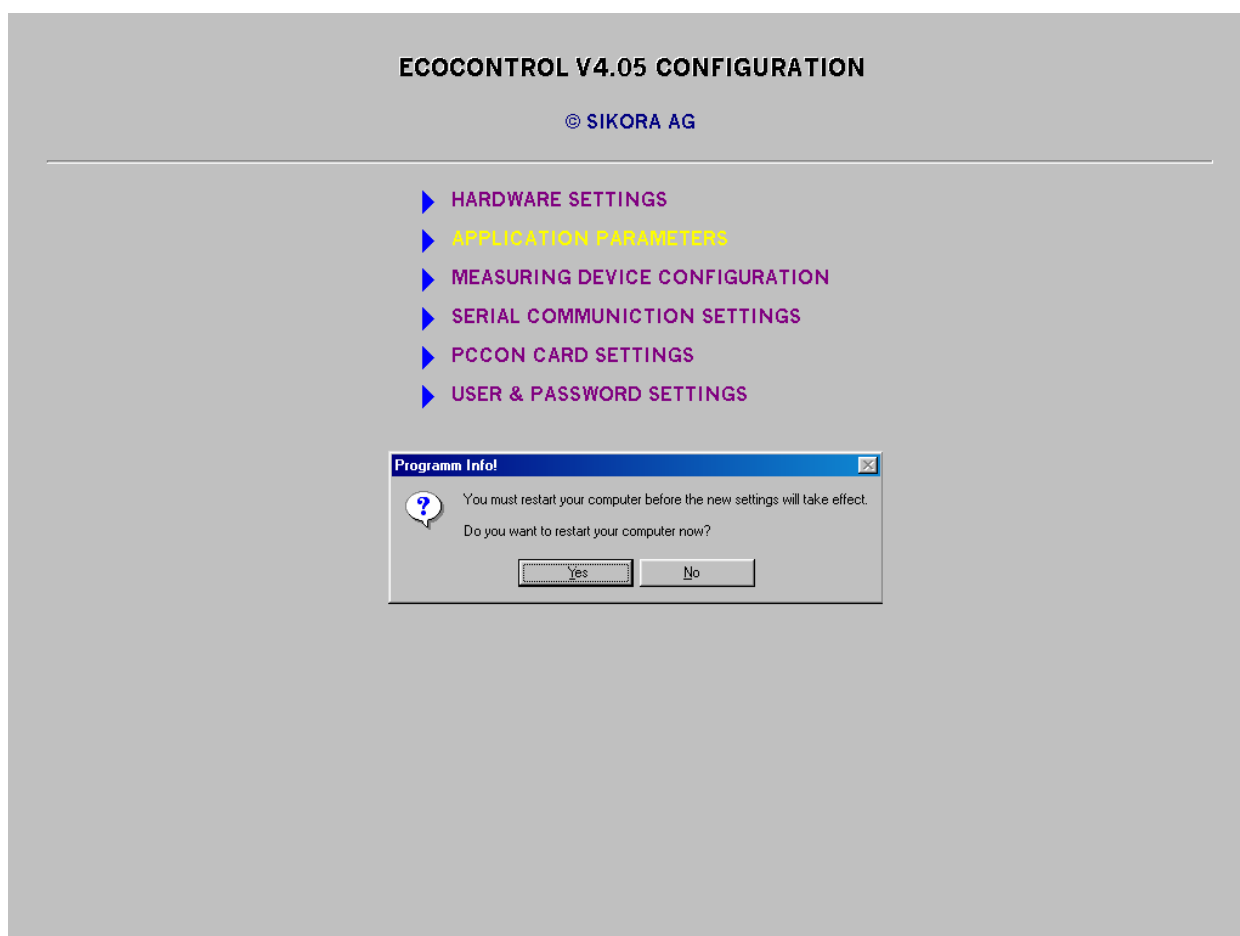 ECOCONTROL V4.05 CONFIGURATION
© SIKORA AG
HARDWARE SETTINGS
APPLICATION PARAMETERS
MEASURING DEVICE CONFIGURATION
SERIAL COMMUNICTION SETTINGS
PCCON CARD SETTINGS
USER & PASSWORD SETTINGS
Programm Info!
You must restart your computer before the new settings will take effect.
Do you want to restart your computer now?
Yes No